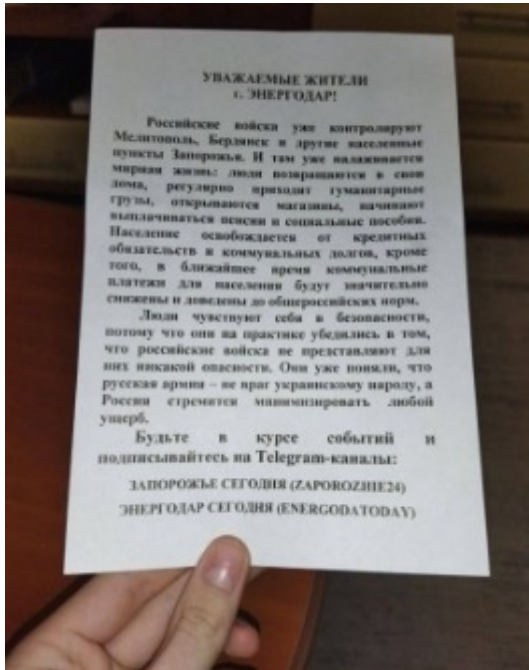 УВАЖАЕМЫЕ ЖИТЕЛИ
г. ЭНЕРГОДАР!
Российские войска уже контролируют
Мелитополь, Бердянск и другие населенные
пункты Запорожья. И там уже налаживается
мирная жизнь: люди возвращаются в свои
дома, регулярно приходят гуманитарные
грузы, открываются магазины, начинают
выплачиваться пенсии и социальные пособия.
Население освобождается от кредитных
обязательств и коммунальных долгов, кроме
того, в ближайшее время коммунальные
платежи для населения будут значительно
снижены и доведены до общероссийских норм.
Люди чувствуют себя в безопасности,
потому что они на практике убедились в том,
что российские войска не представляют для
них никакой опасности. Они уже поняли, что
русская армия – не враг украинскому народу, а
Россия стремится минимизировать любой
ущерб.
Будьте в курсе событий и
подписывайтесь на Telegram-каналы:
ЗАПОРОЖЬЕ СЕГОДНЯ (ZAPOROZHIE24)
ЭНЕРГОДАР СЕГОДНЯ (ENERGODATODAY)